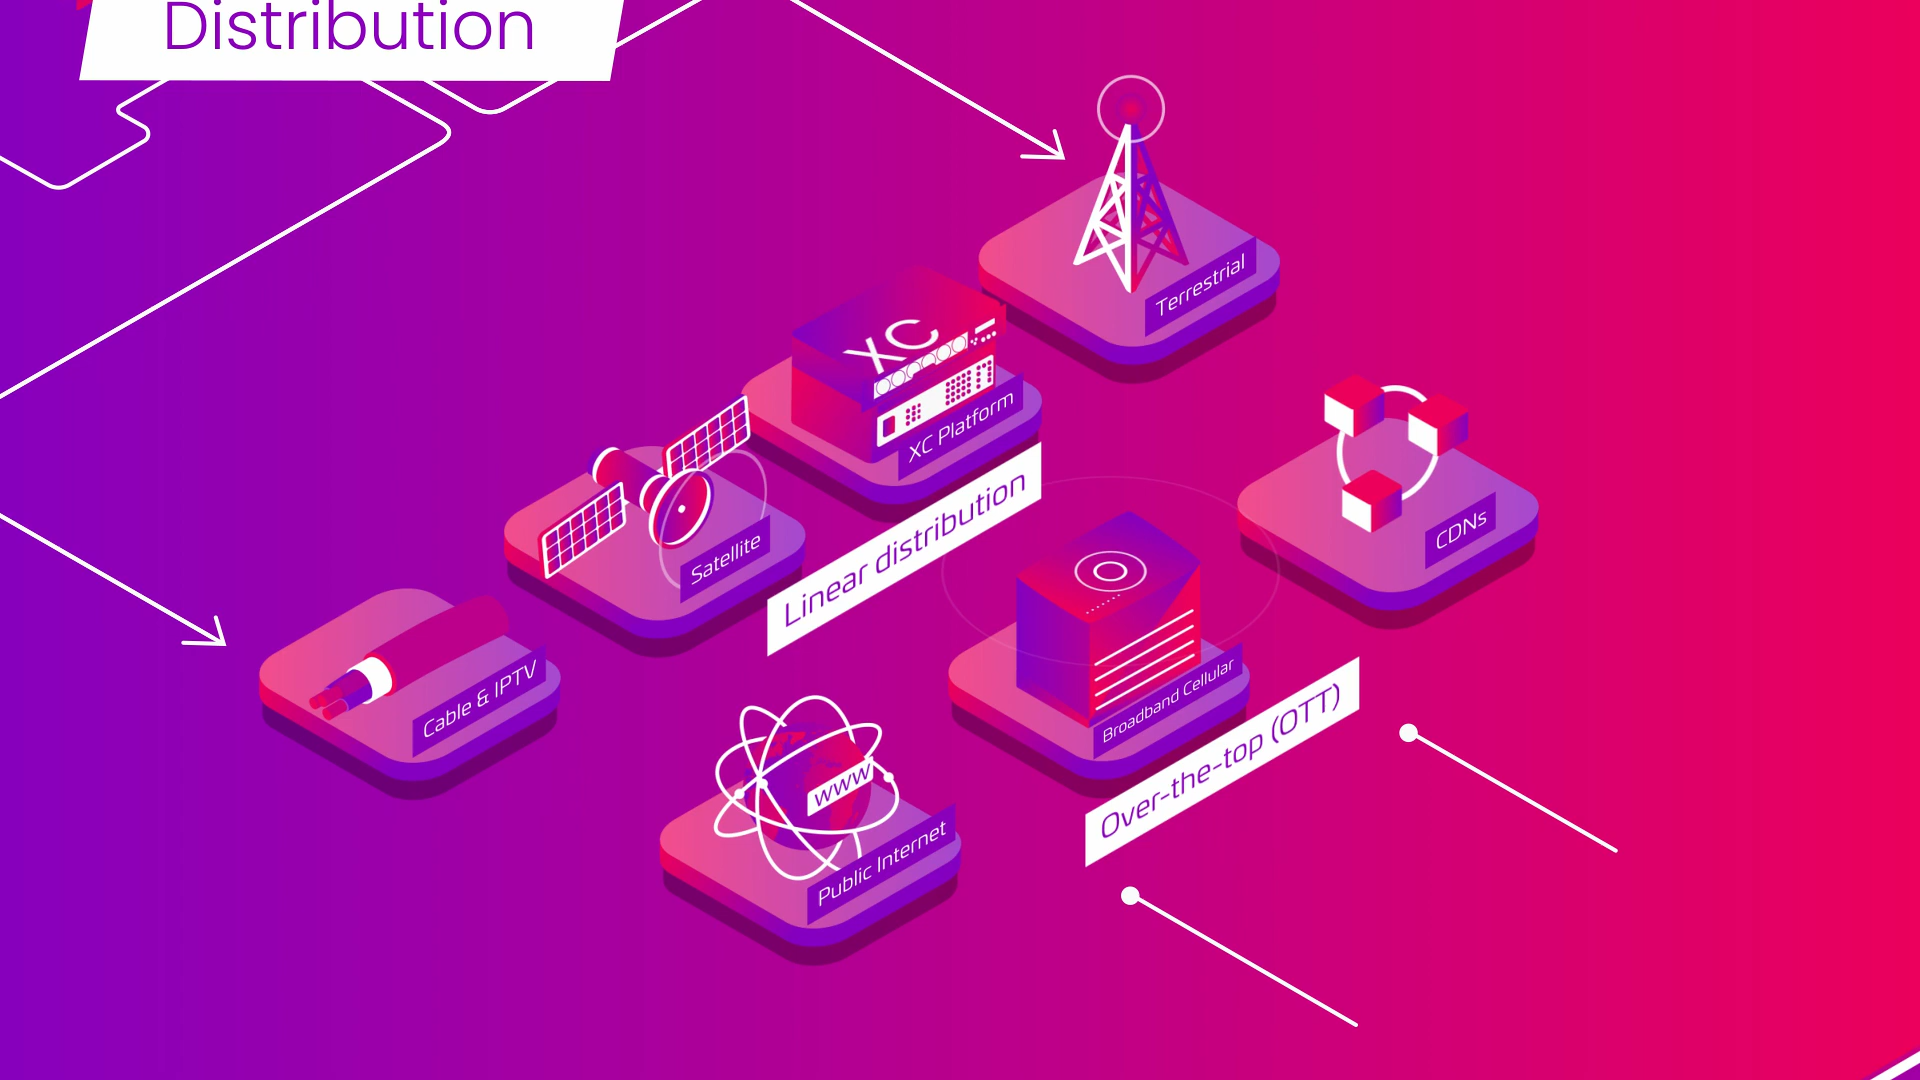 Distribution
Terrestrial
XC
XC Platform
Satellite
Linear distribution
CDNs
Cable & IPTV
Broadband Cellular
www
Over-the-top (OTT)
Public Internet